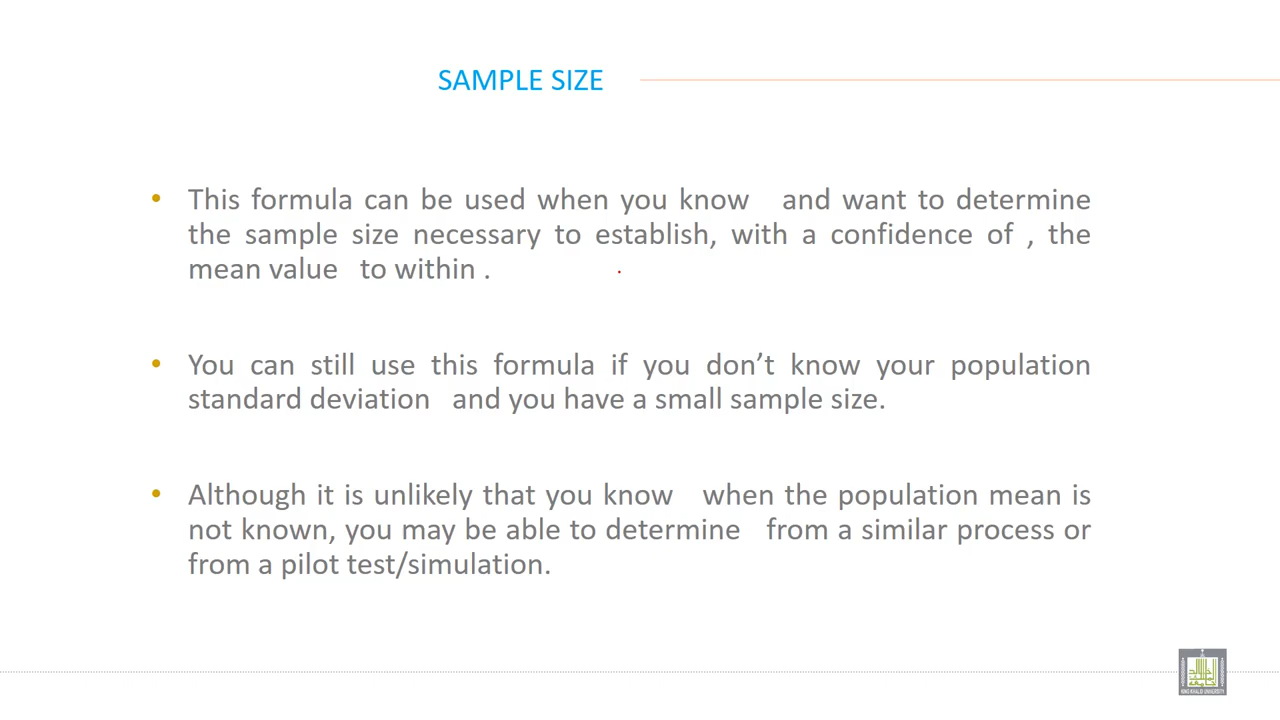 SAMPLE SIZE
• This formula can be used when you know and want to determine
the sample size necessary to establish, with a confidence of , the
mean value to within .
• You can still use this formula if you don’t know your population
standard deviation and you have a small sample size.
• Although it is unlikely that you know when the population mean is
not known, you may be able to determine from a similar process or
from a pilot test/simulation.
KING KHALID UNIVERSITY